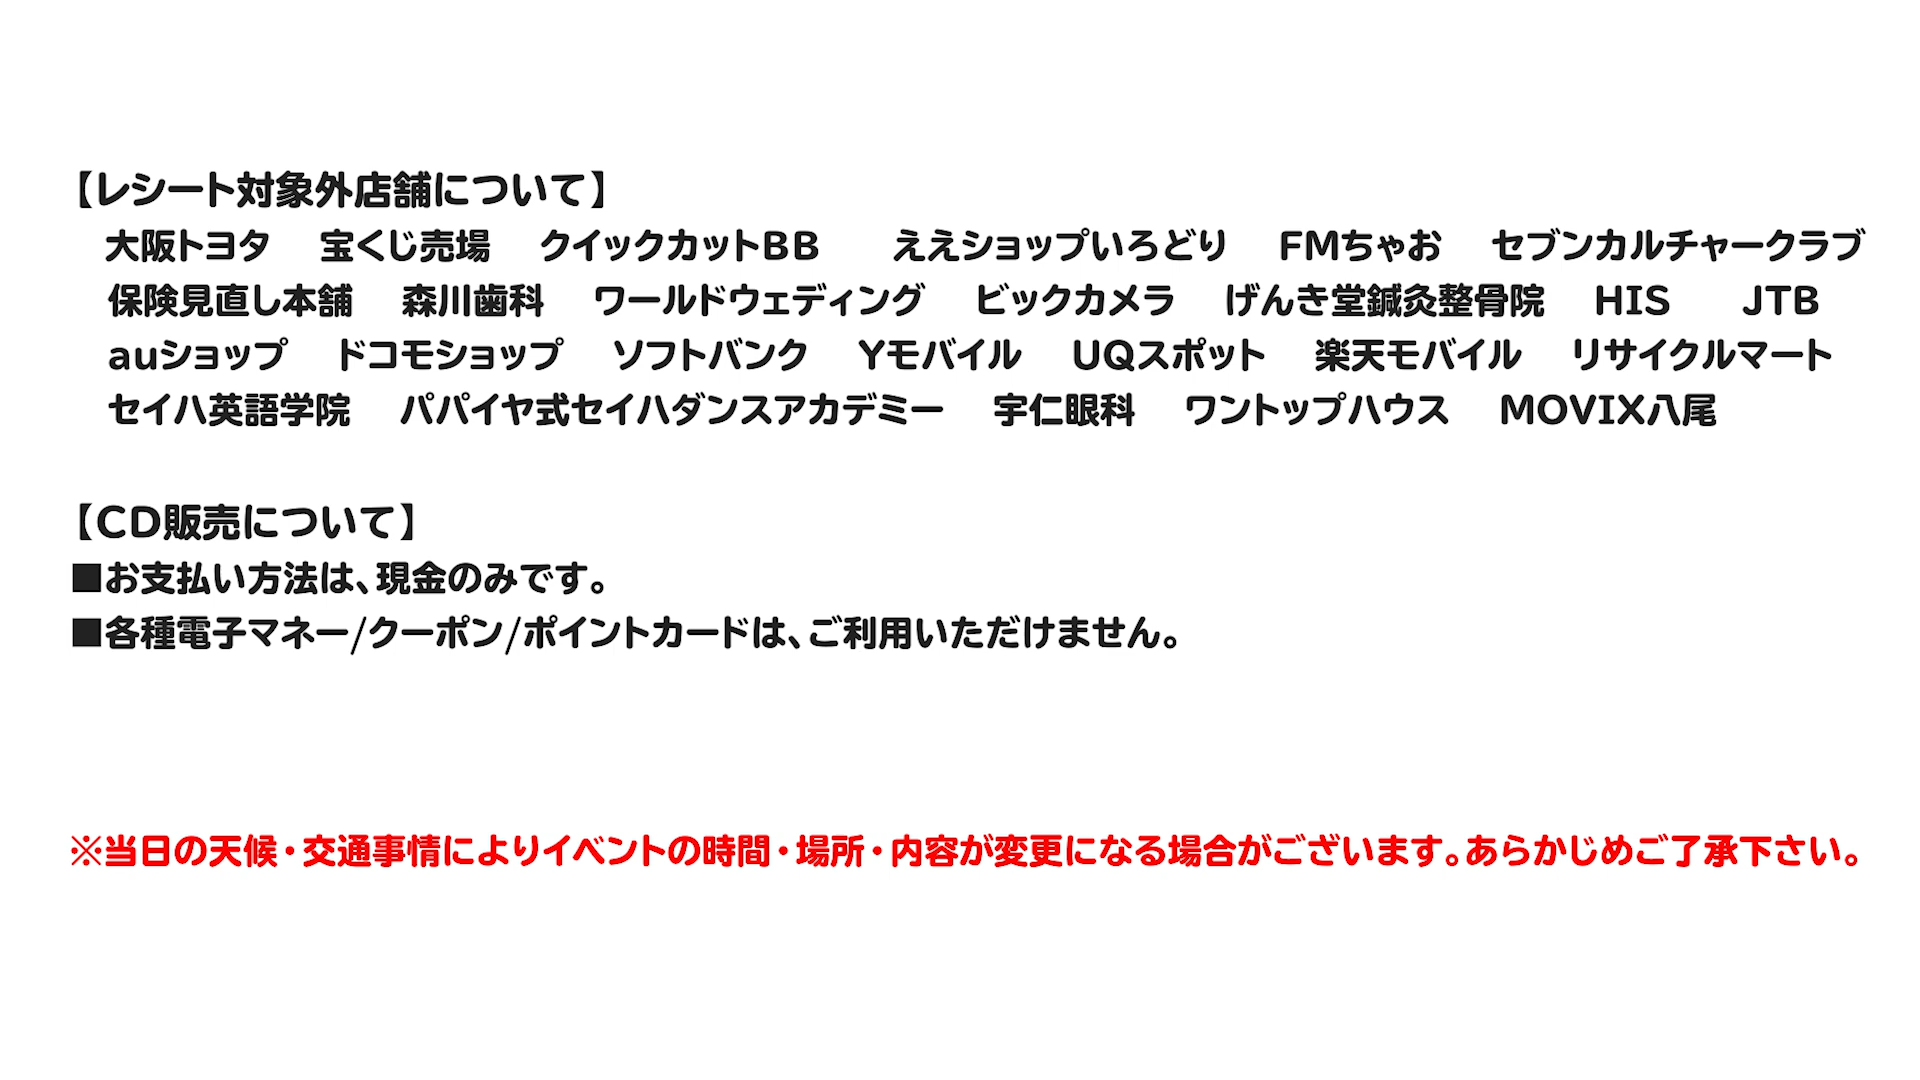 【レシート対象外店舗について】
大阪トヨタ　宝くじ売場　クイックカットBB　　ええショップいろどり　FMちゃお　セブンカルチャークラブ
保険見直し本舗　森川歯科　ワールドウェディング　ビックカメラ　げんき堂鍼灸整骨院　HIS　　JTB
auショップ　ドコモショップ　ソフトバンク　Yモバイル　UQスポット　楽天モバイル　リサイクルマート
セイハ英語学院　パパイヤ式セイハダンスアカデミー　宇仁眼科　ワントップハウス　MOVIX八尾
【CD販売について】
■お支払い方法は、現金のみです。
■各種電子マネー/クーポン/ポイントカードは、ご利用いただけません。
※当日の天候・交通事情によりイベントの時間・場所・内容が変更になる場合がございます。あらかじめご了承下さい。